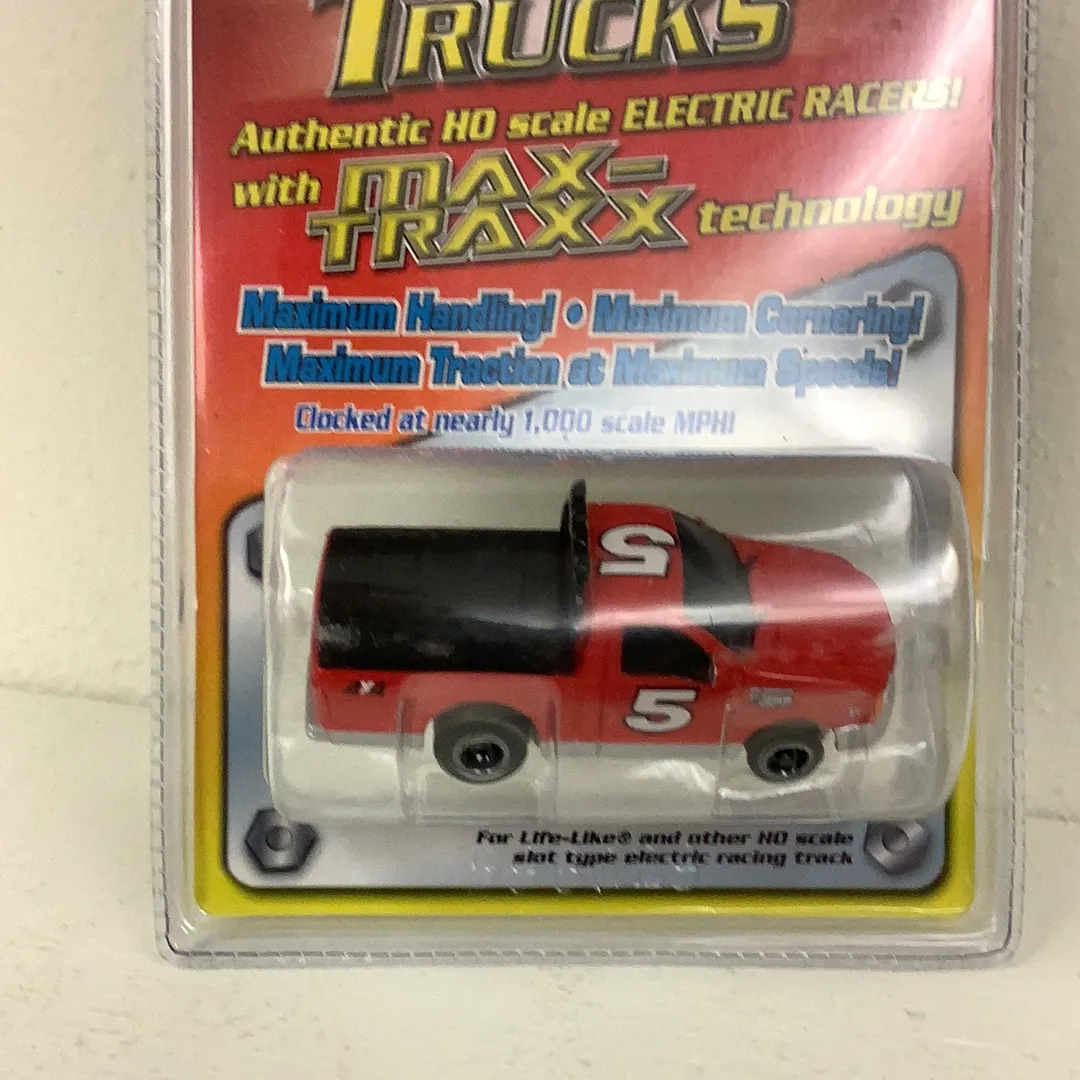 TRUCKS
Authentic HO scale ELECTRIC RACERS!
with MAX-TRAXX technology
Maximum Handling! • Maximum Cornering!
Maximum Traction at Maximum Speeds!
Clocked at nearly 1,000 scale MPH!
5
5
For Life-Like® and other HO scale
slot type electric racing track